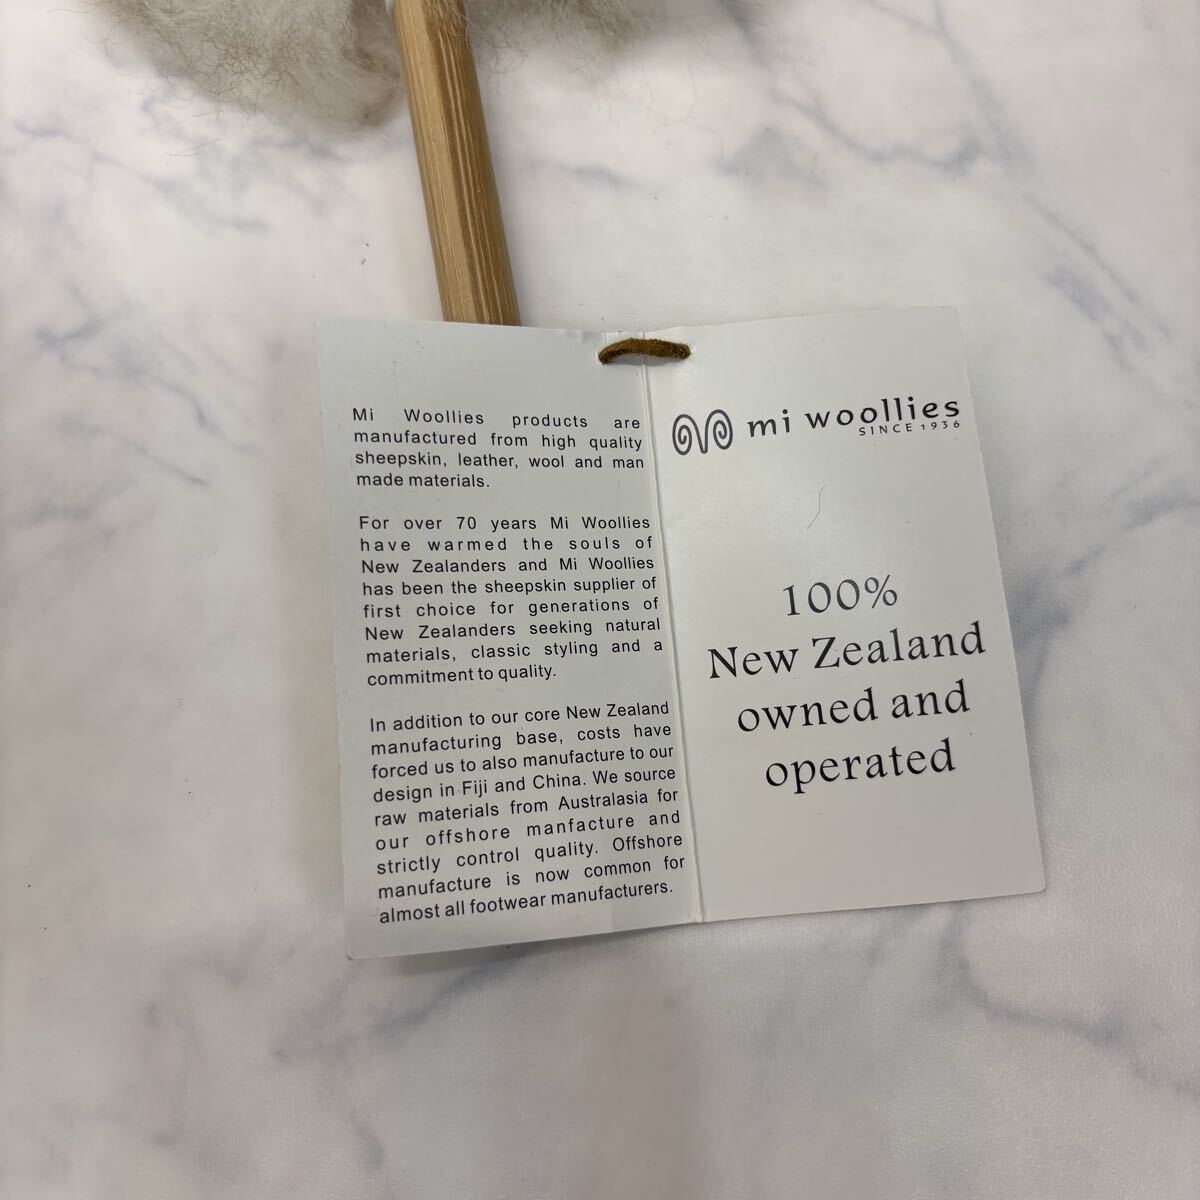 Mi Woollies products are
manufactured from high quality
sheepskin, leather, wool and man
made materials.
For over 70 years Mi Woollies
have warmed the souls of
New Zealanders and Mi Woollies
has been the sheepskin supplier of
first choice for generations of
New Zealanders seeking natural
materials, classic styling and a
commitment to quality.
In addition to our core New Zealand
manufacturing base, costs have
forced us to also manufacture to our
design in Fiji and China. We source
raw materials from Australasia for
our offshore manfacture and
strictly control quality. Offshore
manufacture is now common for
almost all footwear manufacturers.
mi woollies
SINCE 1936
100%
New Zealand
owned and
operated